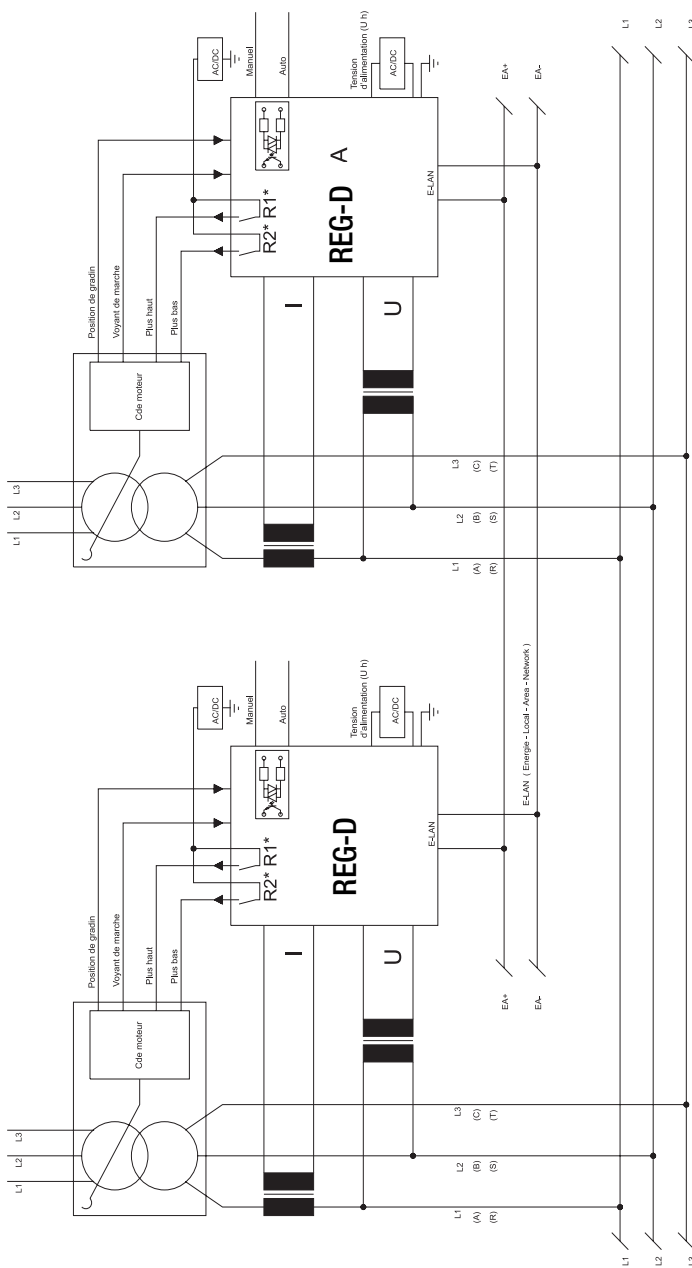 L1
L2
L3
Cde moteur
Position de gradin
Voyant de marche
Plus haut
Plus bas
AC/DC
Manuel
Auto
R2* R1*
REG-D
I
U
E-LAN
Tension
d'alimentation (U h)
AC/DC
L1
(A)
(R)
L2
(B)
(S)
L3
(C)
(T)
EA+
EA-
E-LAN ( Energie - Local - Area - Network )
L1
L2
L3
L1
L2
L3
Cde moteur
Position de gradin
Voyant de marche
Plus haut
Plus bas
AC/DC
Manuel
Auto
R2* R1*
REG-D
A
I
U
E-LAN
Tension
d'alimentation (U h)
AC/DC
L1
(A)
(R)
L2
(B)
(S)
L3
(C)
(T)
EA+
EA-
L1
L2
L3